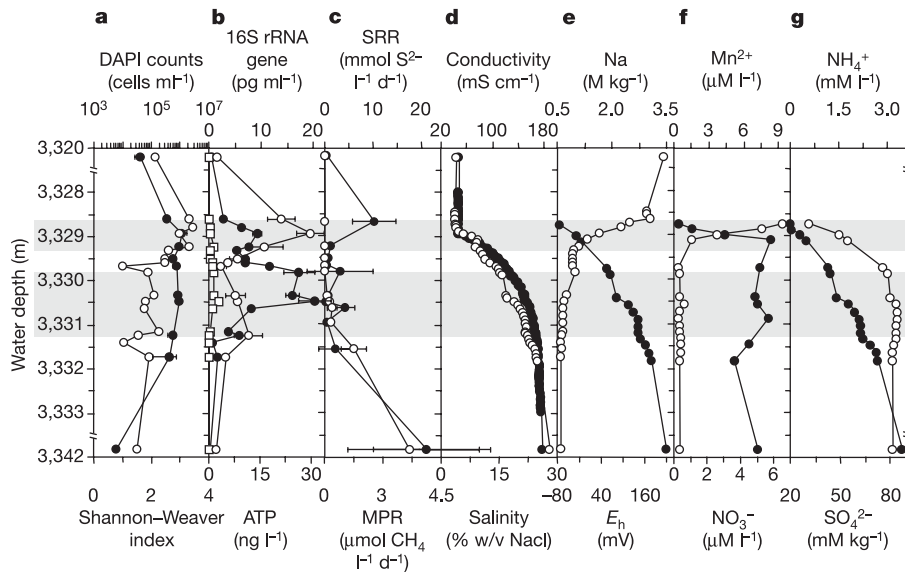 a b c d e f g
DAPI counts
(cells ml⁻¹)
10³ 10⁵ 10⁷
16S rRNA
gene
(pg ml⁻¹)
0 10 20
SRR
(mmol S²⁻
l⁻¹ d⁻¹)
0 4 8
Conductivity
(mS cm⁻¹)
20 100 180
Na
(M kg⁻¹)
0.5 2.0 3.5
Mn²⁺
(μM l⁻¹)
0 3 6 9
NH₄⁺
(mM l⁻¹)
0 1.5 3.0
Water depth (m)
3,320
3,328
3,329
3,330
3,331
3,332
3,333
3,342
0 2 4
Shannon–Weaver
index
0 15 30
ATP
(ng l⁻¹)
0 3
MPR
(μmol CH₄
l⁻¹ d⁻¹)
4.5 15 30
Salinity
(% w/v Nacl)
–80 40 160
Eₕ
(mV)
0 2 4 6
NO₃⁻
(μM l⁻¹)
20 50 80
SO₄²⁻
(mM kg⁻¹)